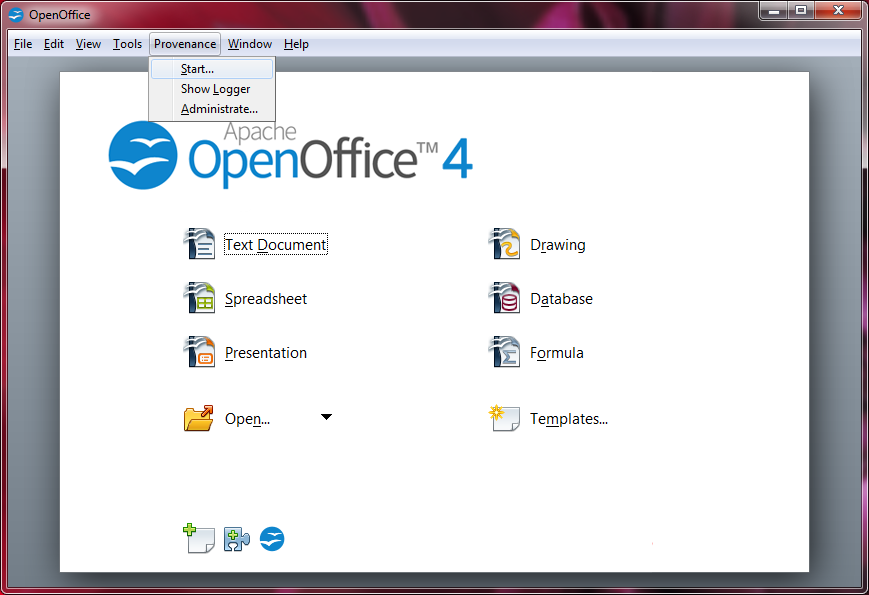 OpenOffice
File Edit View Tools Provenance Window Help
Start...
Show Logger
Administrate...
Apache
OpenOffice™ 4
Text Document
Drawing
Spreadsheet
Database
Presentation
Formula
Open...
Templates...